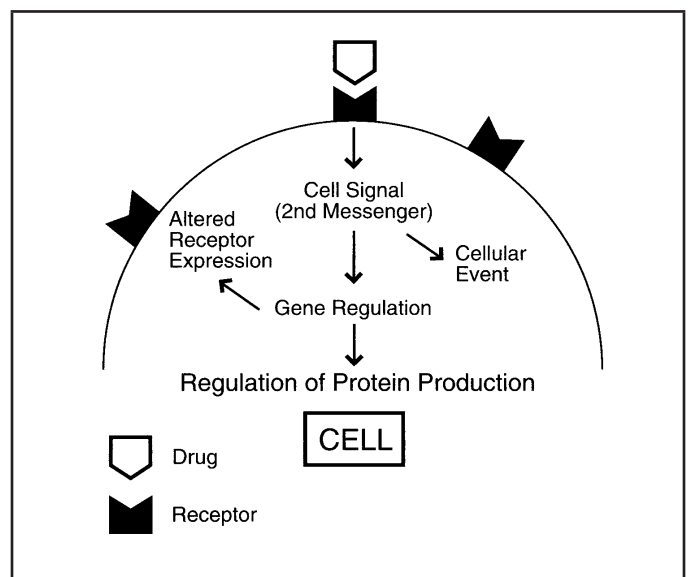 Cell Signal
(2nd Messenger)
Altered
Receptor
Expression
Cellular
Event
Gene Regulation
Regulation of Protein Production
CELL
Drug
Receptor